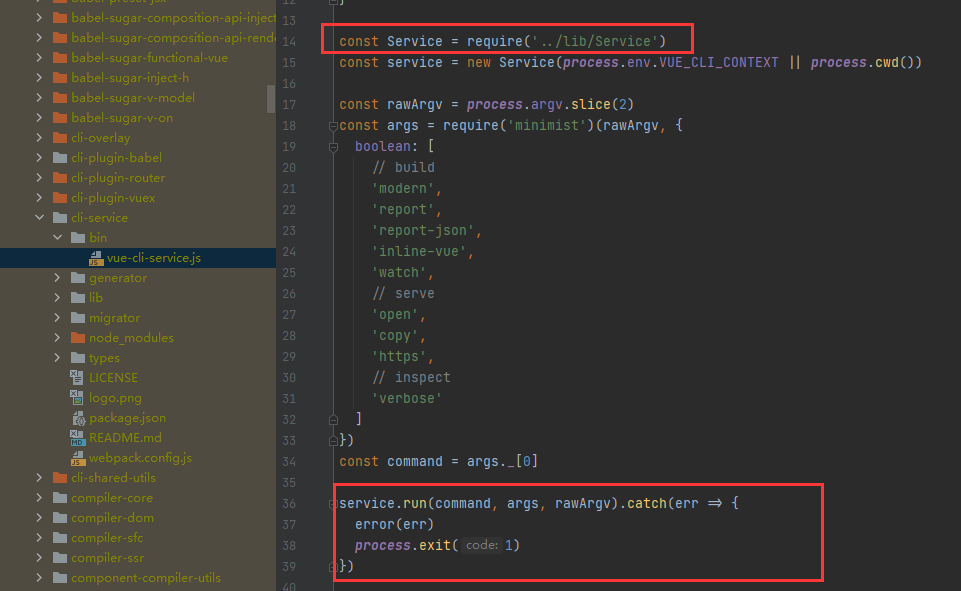 babel-sugar-composition-api-inject
babel-sugar-composition-api-rend
babel-sugar-functional-vue
babel-sugar-inject-h
babel-sugar-v-model
babel-sugar-v-on
cli-overlay
cli-plugin-babel
cli-plugin-router
cli-plugin-vuex
cli-service
bin
vue-cli-service.js
generator
lib
migrator
node_modules
types
LICENSE
logo.png
package.json
README.md
webpack.config.js
cli-shared-utils
compiler-core
compiler-dom
compiler-sfc
compiler-ssr
component-compiler-utils
12 }
13
14 const Service = require('../lib/Service')
15 const service = new Service(process.env.VUE_CLI_CONTEXT || process.cwd())
16
17 const rawArgv = process.argv.slice(2)
18 const args = require('minimist')(rawArgv, {
19 boolean: [
20 // build
21 'modern',
22 'report',
23 'report-json',
24 'inline-vue',
25 'watch',
26 // serve
27 'open',
28 'copy',
29 'https',
30 // inspect
31 'verbose'
32 ]
33 })
34 const command = args._[0]
35
36 service.run(command, args, rawArgv).catch(err => {
37 error(err)
38 process.exit( code: 1)
39 })
40